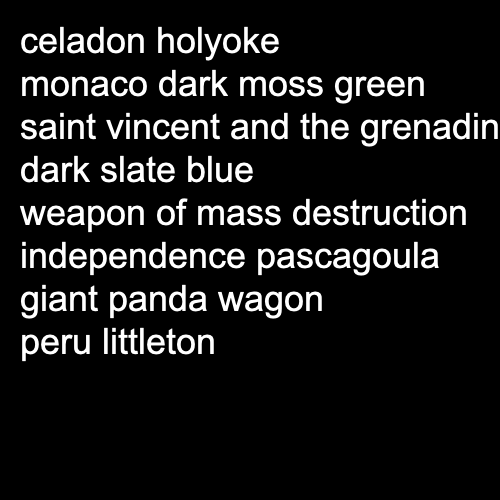 celadon holyoke
monaco dark moss green
saint vincent and the grenadin
dark slate blue
weapon of mass destruction
independence pascagoula
giant panda wagon
peru littleton